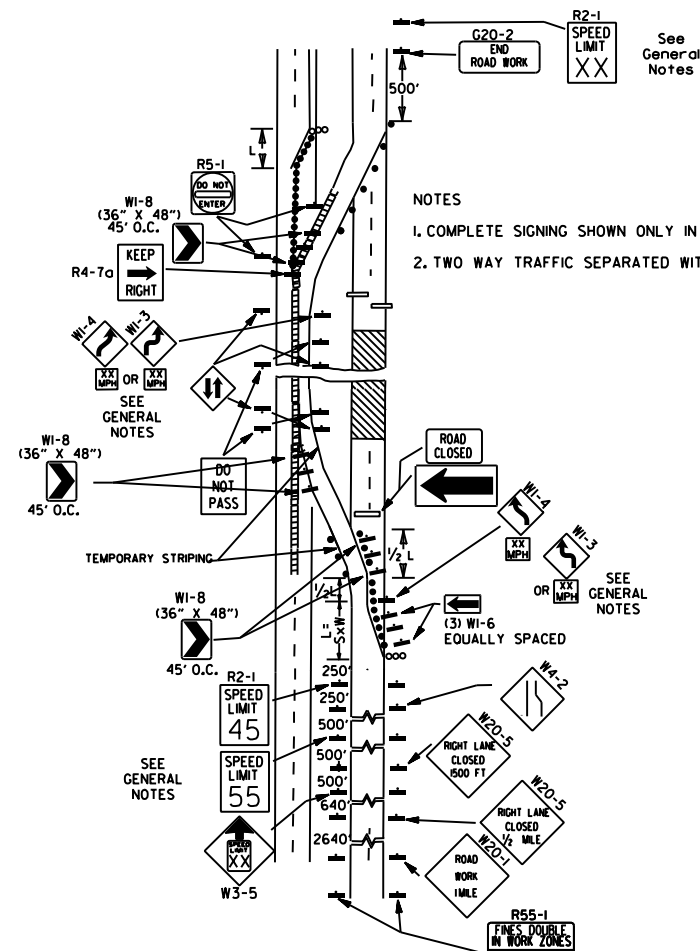 R2-1
SPEED
LIMIT
XX
See
General
Notes
G20-2
END
ROAD WORK
500'
L
R5-1
DO NOT
ENTER
W1-8
(36" X 48")
45' O.C.
NOTES
1. COMPLETE SIGNING SHOWN ONLY IN
2. TWO WAY TRAFFIC SEPARATED WIT
R4-7a
KEEP
RIGHT
W1-4
W1-3
XX
MPH
OR
XX
MPH
SEE
GENERAL
NOTES
W1-8
(36" X 48")
45' O.C.
DO
NOT
PASS
ROAD
CLOSED
W1-4
XX
MPH
W1-3
OR
XX
MPH
SEE
GENERAL
NOTES
TEMPORARY STRIPING
1/2 L
1/2L
L=
SxW
W1-8
(36" X 48")
45' O.C.
(3) W1-6
EQUALLY SPACED
250'
R2-1
SPEED
LIMIT
45
250'
W4-2
500'
SEE
GENERAL
NOTES
SPEED
LIMIT
55
500'
W20-5
RIGHT LANE
CLOSED
1500 FT
500'
640'
W20-5
RIGHT LANE
CLOSED
1/2 MILE
SPEED
LIMIT
XX
W3-5
2640'
W20-1
ROAD
WORK
1 MILE
R55-1
FINES DOUBLE
IN WORK ZONES